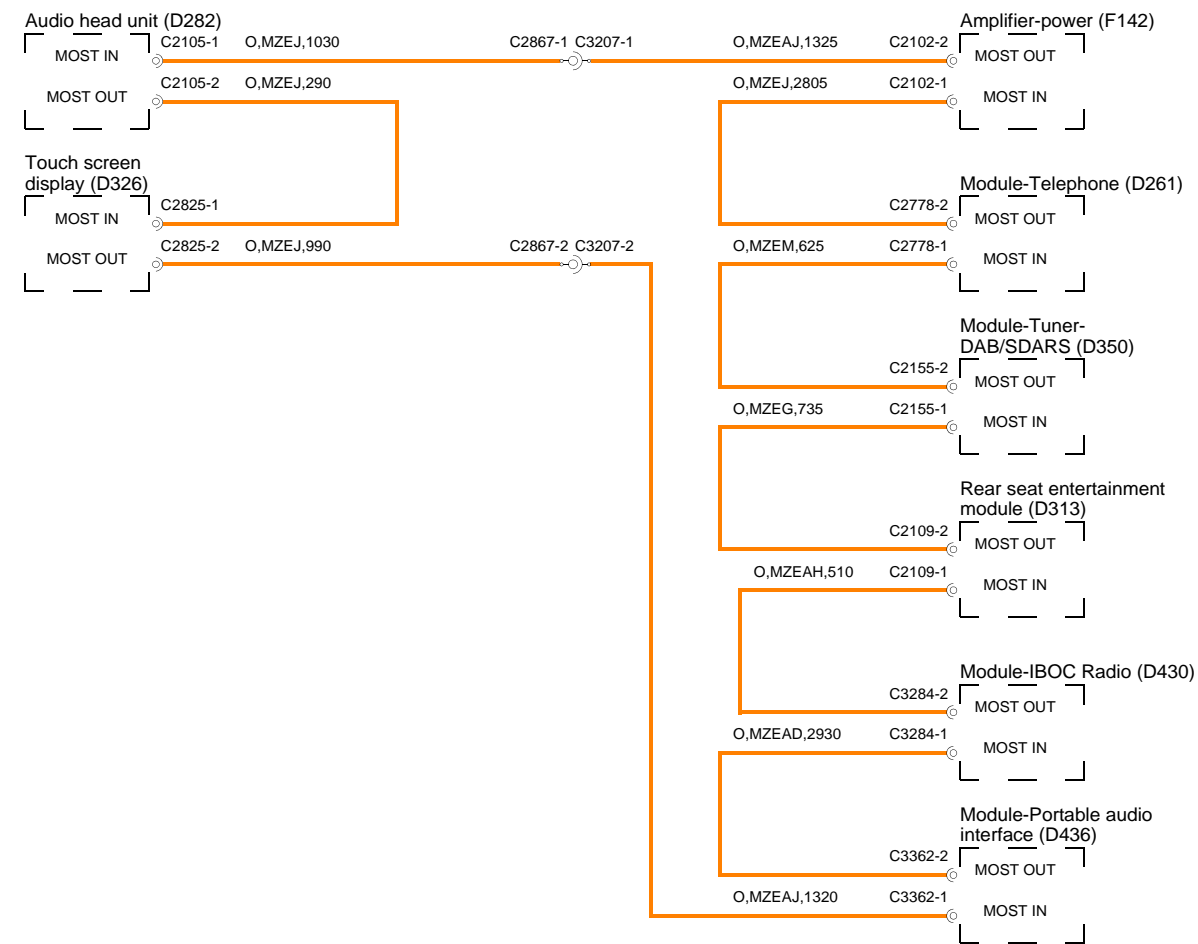 Audio head unit (D282)
MOST IN
C2105-1
O,MZEJ,1030
C2867-1 C3207-1
MOST OUT
C2105-2
O,MZEJ,290
Touch screen
display (D326)
MOST IN
C2825-1
MOST OUT
C2825-2
O,MZEJ,990
C2867-2 C3207-2
Amplifier-power (F142)
O,MZEAJ,1325
C2102-2
MOST OUT
O,MZEJ,2805
C2102-1
MOST IN
Module-Telephone (D261)
C2778-2
MOST OUT
O,MZEM,625
C2778-1
MOST IN
Module-Tuner-
DAB/SDARS (D350)
C2155-2
MOST OUT
O,MZEG,735
C2155-1
MOST IN
Rear seat entertainment
module (D313)
C2109-2
MOST OUT
O,MZEAH,510
C2109-1
MOST IN
Module-IBOC Radio (D430)
C3284-2
MOST OUT
O,MZEAD,2930
C3284-1
MOST IN
Module-Portable audio
interface (D436)
C3362-2
MOST OUT
O,MZEAJ,1320
C3362-1
MOST IN